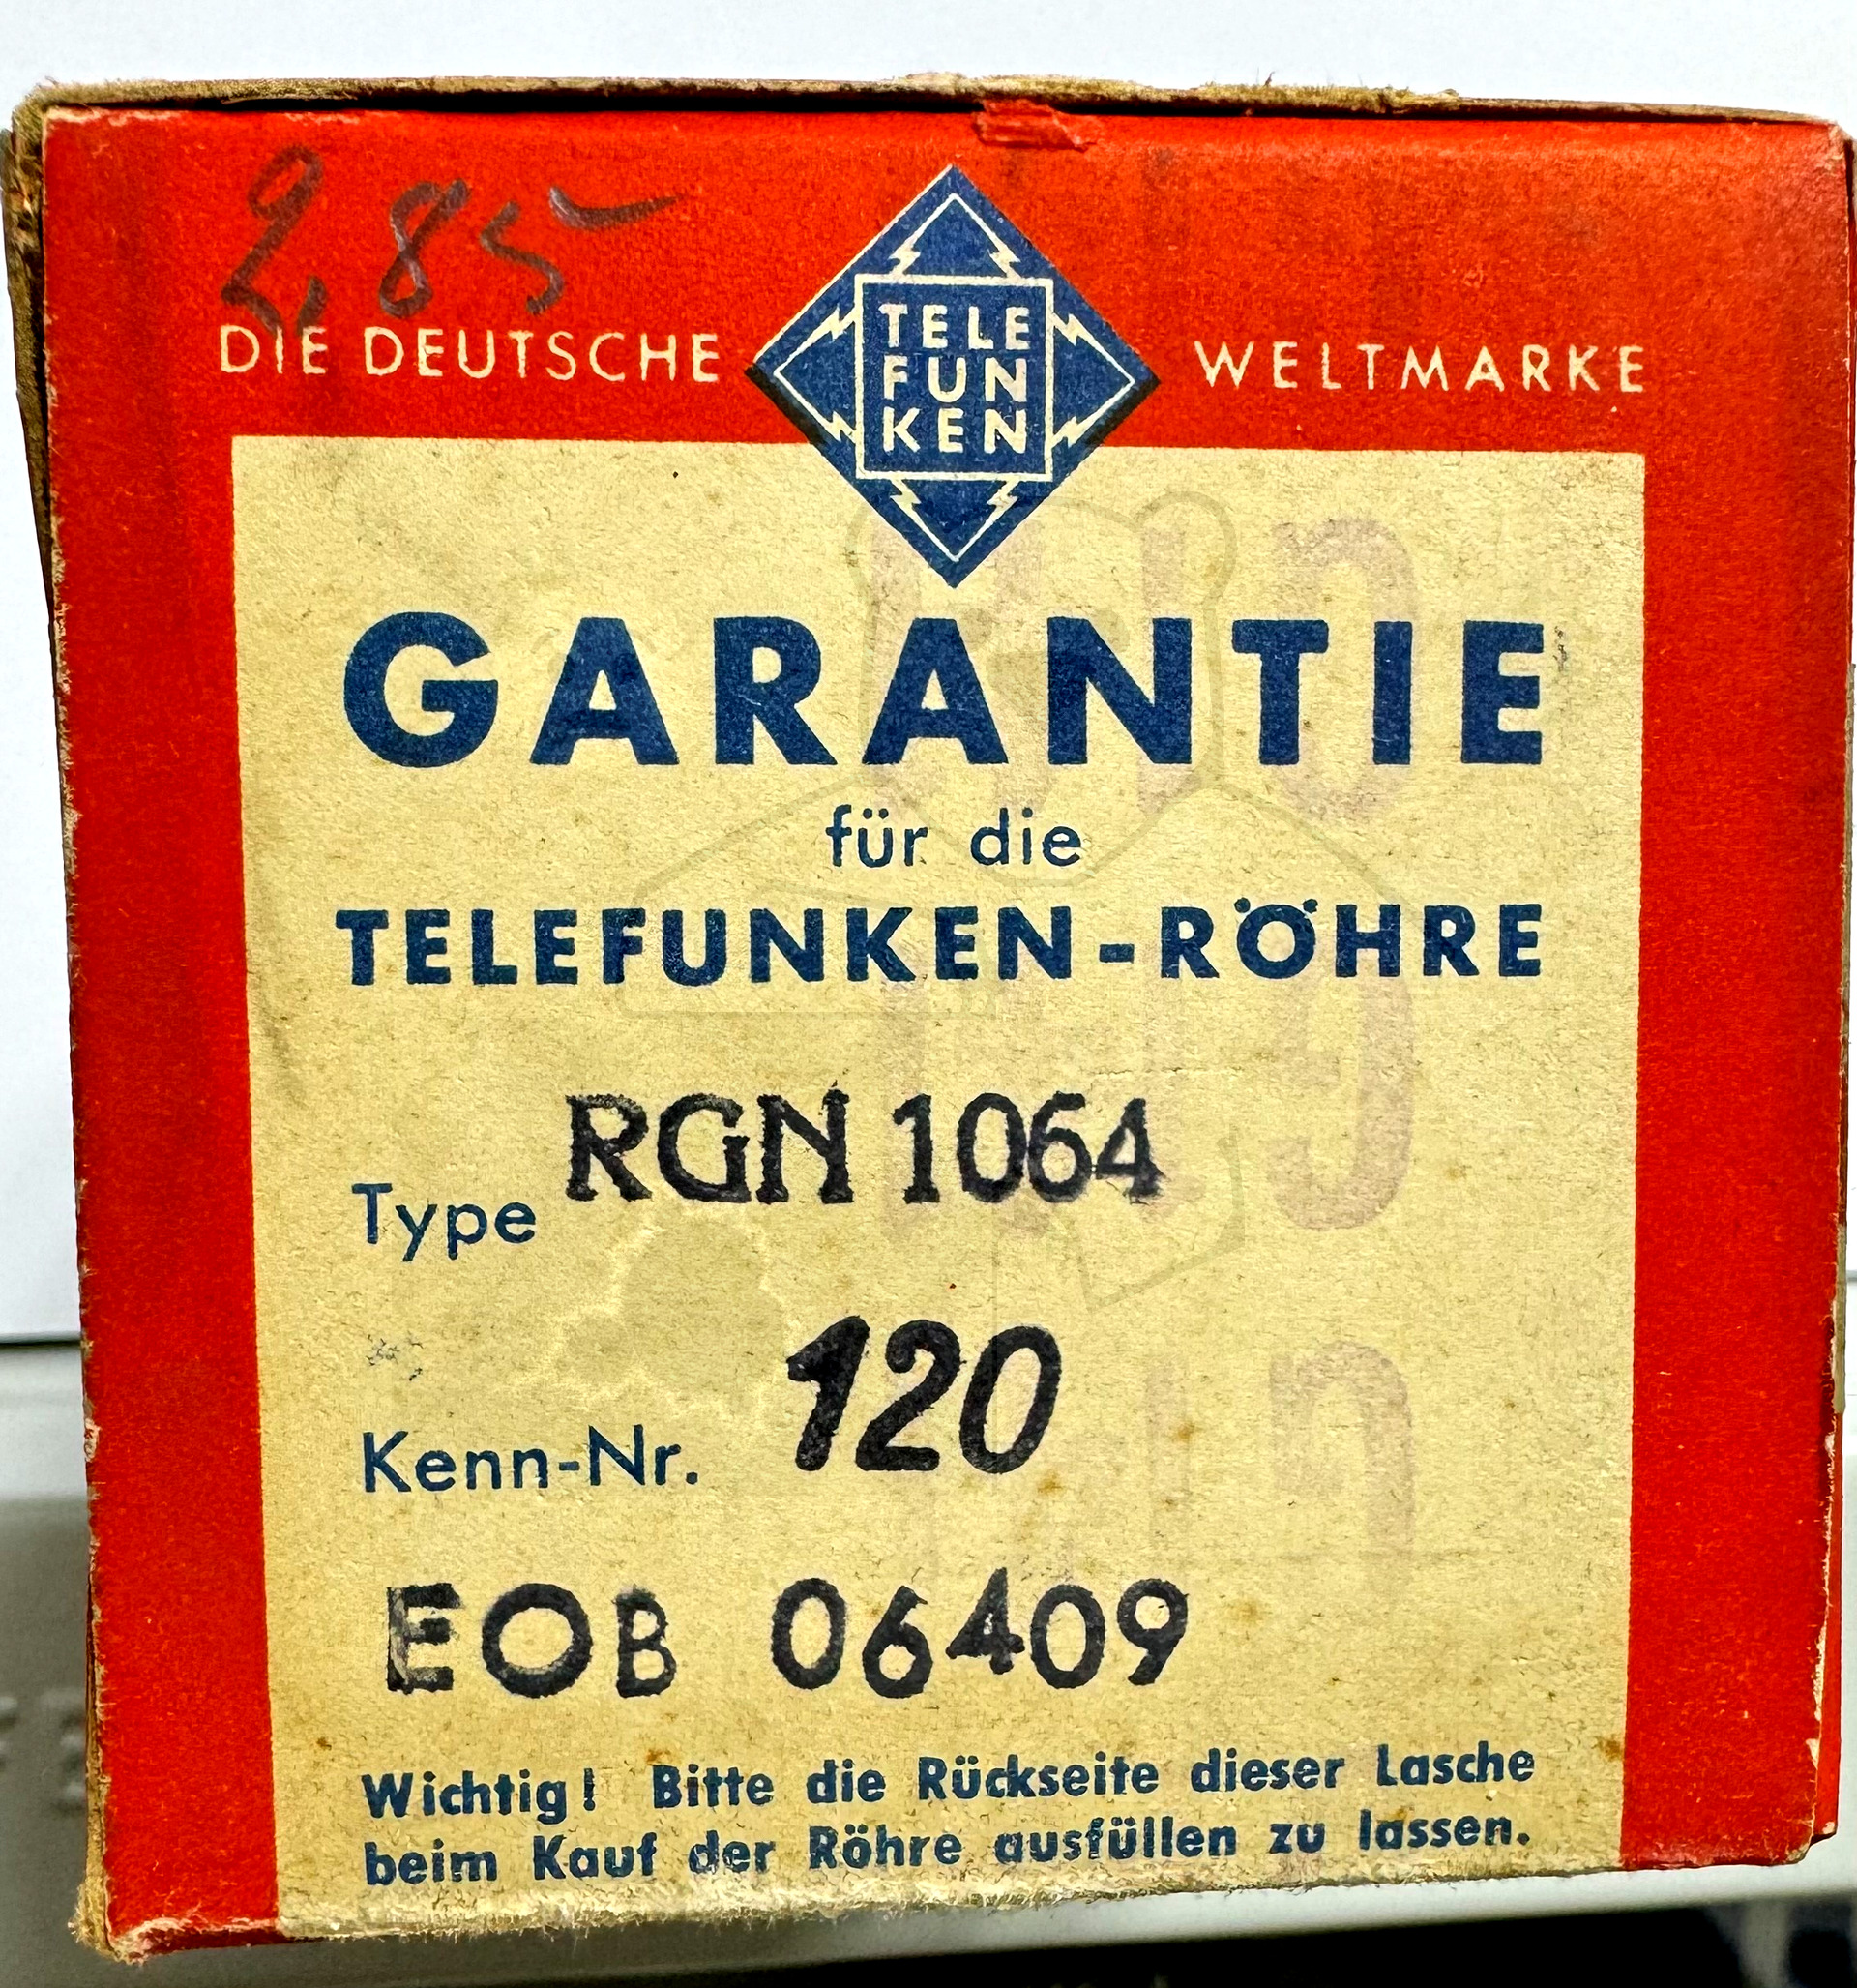 2,85
DIE DEUTSCHE TELE FUN KEN WELTMARKE
GARANTIE
für die
TELEFUNKEN-RÖHRE
Type RGN 1064
Kenn-Nr. 120
EOB 06409
Wichtig! Bitte die Rückseite dieser Lasche
beim Kauf der Röhre ausfüllen zu lassen.